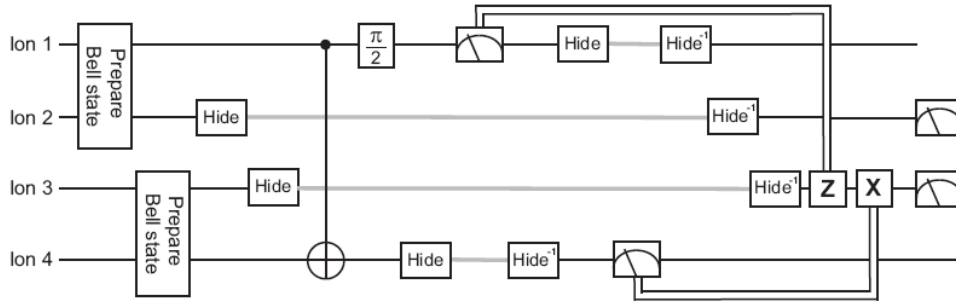 Ion 1
Prepare
Bell state
π
2
Hide
Hide-1
Ion 2
Hide
Hide-1
Ion 3
Prepare
Bell state
Hide
Hide-1
Z
X
Ion 4
Hide
Hide-1